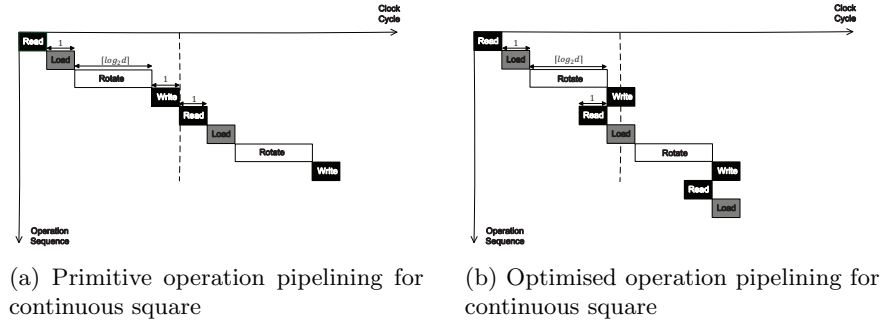 Clock
Cycle
Read
1
Load
⌈log₂d⌉
Rotate
1
Write
1
Read
Load
Rotate
Write
Operation
Sequence
(a) Primitive operation pipelining for
continuous square
Clock
Cycle
Read
1
Load
⌈log₂d⌉
Rotate
Write
1
Read
Load
Rotate
Write
Read
Load
Operation
Sequence
(b) Optimised operation pipelining for
continuous square